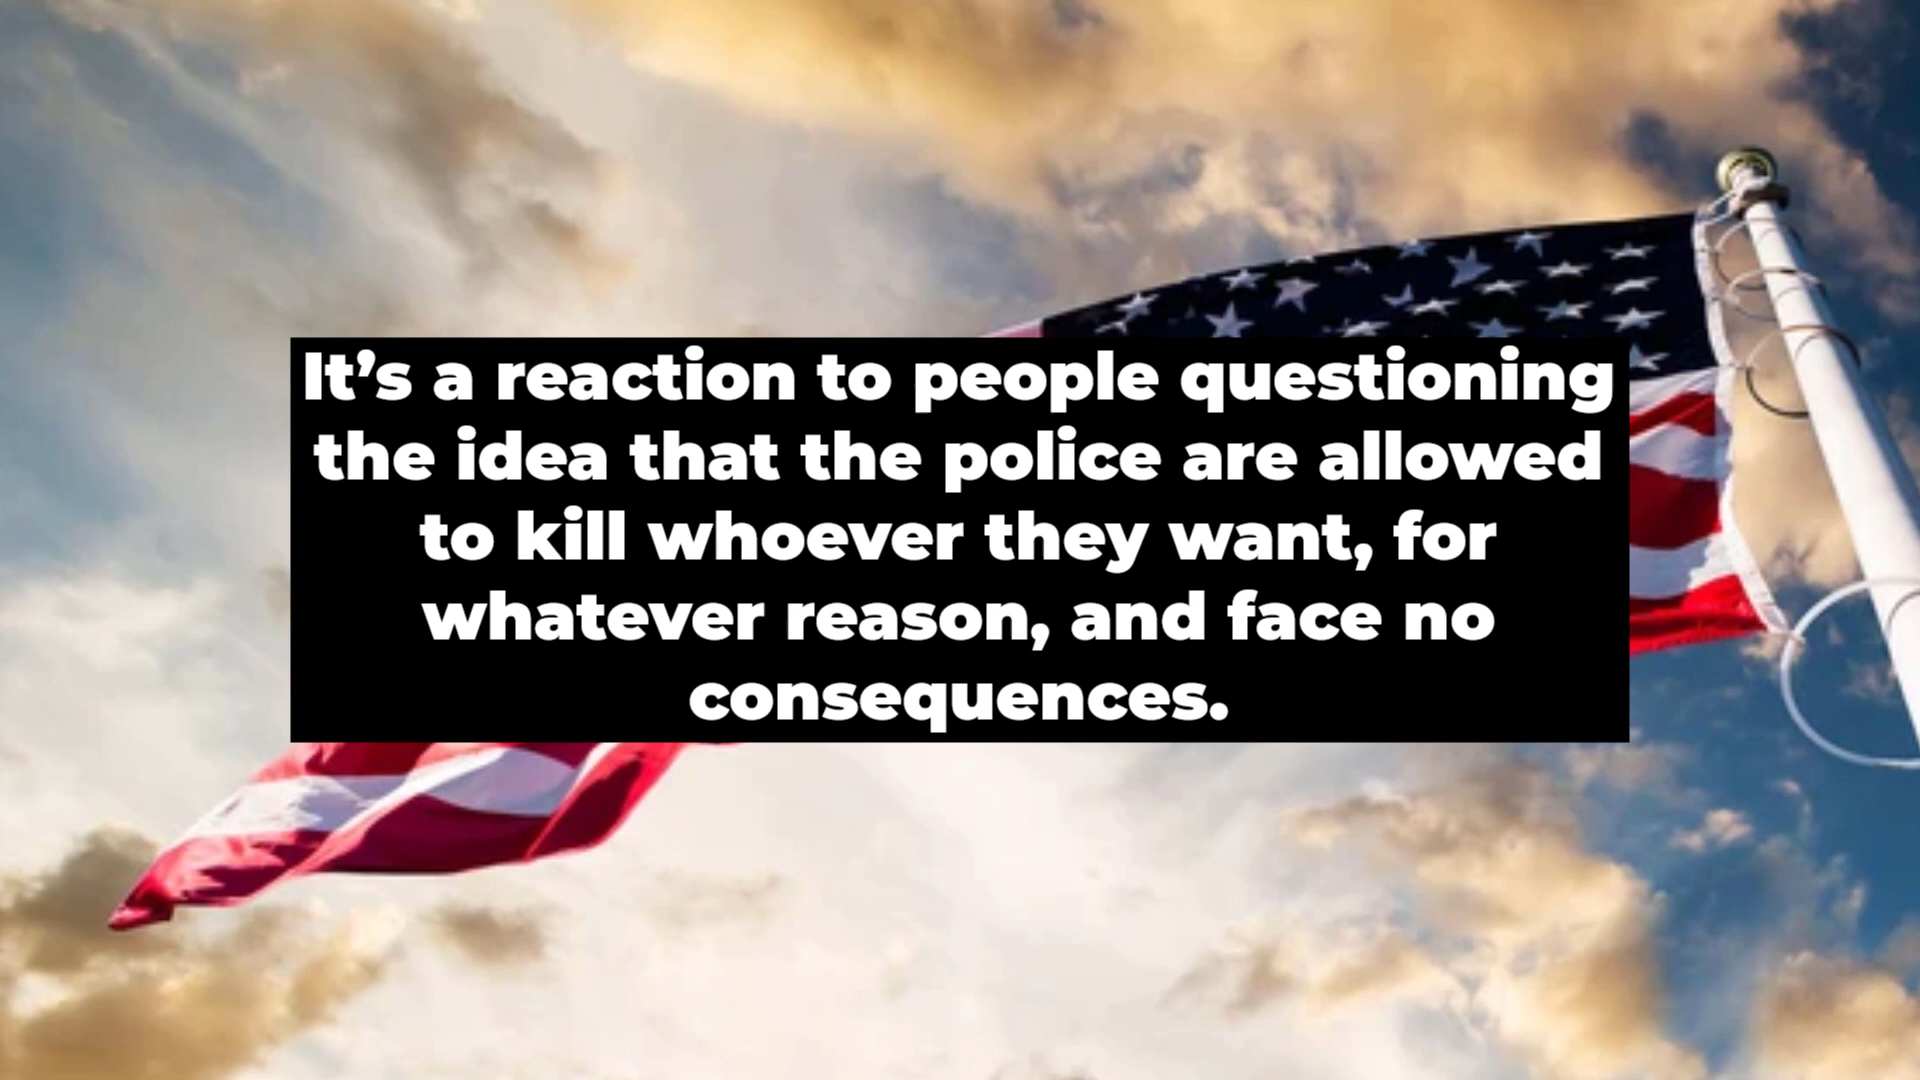 It’s a reaction to people questioning
the idea that the police are allowed
to kill whoever they want, for
whatever reason, and face no
consequences.